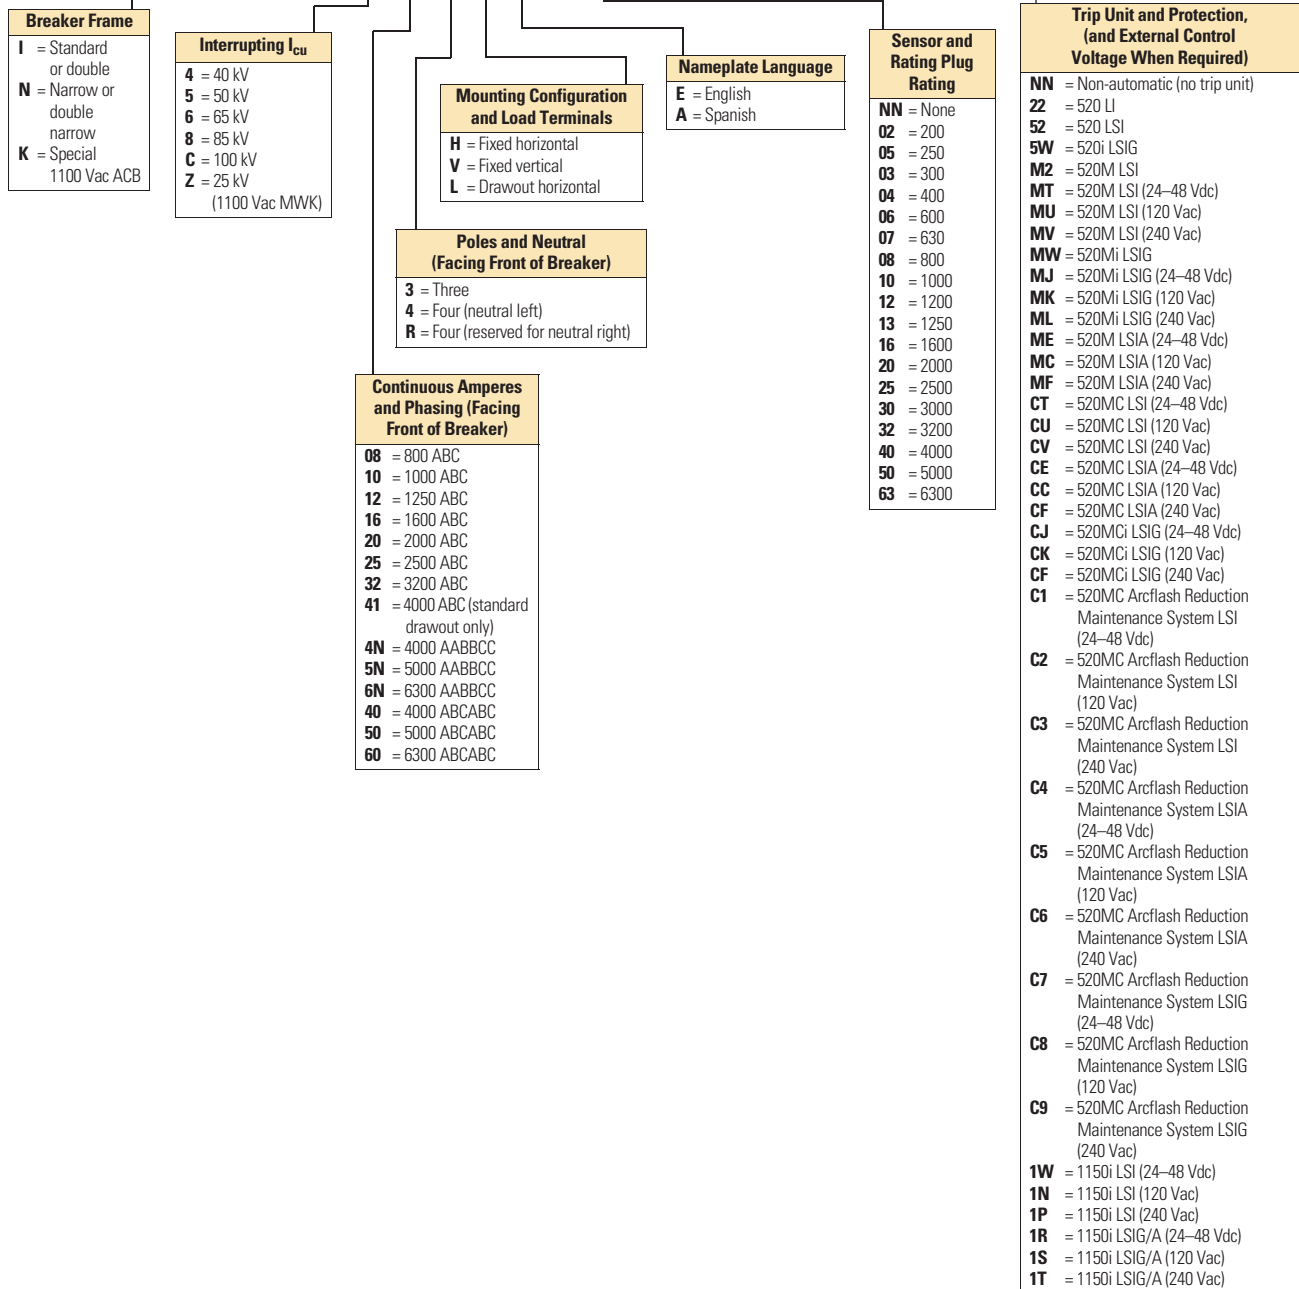 Breaker Frame
I = Standard
or double
N = Narrow or
double
narrow
K = Special
1100 Vac ACB
Interrupting Icu
4 = 40 kV
5 = 50 kV
6 = 65 kV
8 = 85 kV
C = 100 kV
Z = 25 kV
(1100 Vac MWK)
Continuous Amperes
and Phasing (Facing
Front of Breaker)
08 = 800 ABC
10 = 1000 ABC
12 = 1250 ABC
16 = 1600 ABC
20 = 2000 ABC
25 = 2500 ABC
32 = 3200 ABC
41 = 4000 ABC (standard
drawout only)
4N = 4000 AABBCC
5N = 5000 AABBCC
6N = 6300 AABBCC
40 = 4000 ABCABC
50 = 5000 ABCABC
60 = 6300 ABCABC
Poles and Neutral
(Facing Front of Breaker)
3 = Three
4 = Four (neutral left)
R = Four (reserved for neutral right)
Mounting Configuration
and Load Terminals
H = Fixed horizontal
V = Fixed vertical
L = Drawout horizontal
Nameplate Language
E = English
A = Spanish
Sensor and
Rating Plug
Rating
NN = None
02 = 200
05 = 250
03 = 300
04 = 400
06 = 600
07 = 630
08 = 800
10 = 1000
12 = 1200
13 = 1250
16 = 1600
20 = 2000
25 = 2500
30 = 3000
32 = 3200
40 = 4000
50 = 5000
63 = 6300
Trip Unit and Protection,
(and External Control
Voltage When Required)
NN = Non-automatic (no trip unit)
22 = 520 LI
52 = 520 LSI
5W = 520i LSIG
M2 = 520M LSI
MT = 520M LSI (24–48 Vdc)
MU = 520M LSI (120 Vac)
MV = 520M LSI (240 Vac)
MW = 520Mi LSIG
MJ = 520Mi LSIG (24–48 Vdc)
MK = 520Mi LSIG (120 Vac)
ML = 520Mi LSIG (240 Vac)
ME = 520M LSIA (24–48 Vdc)
MC = 520M LSIA (120 Vac)
MF = 520M LSIA (240 Vac)
CT = 520MC LSI (24–48 Vdc)
CU = 520MC LSI (120 Vac)
CV = 520MC LSI (240 Vac)
CE = 520MC LSIA (24–48 Vdc)
CC = 520MC LSIA (120 Vac)
CF = 520MC LSIA (240 Vac)
CJ = 520MCi LSIG (24–48 Vdc)
CK = 520MCi LSIG (120 Vac)
CF = 520MCi LSIG (240 Vac)
C1 = 520MC Arcflash Reduction
Maintenance System LSI
(24–48 Vdc)
C2 = 520MC Arcflash Reduction
Maintenance System LSI
(120 Vac)
C3 = 520MC Arcflash Reduction
Maintenance System LSI
(240 Vac)
C4 = 520MC Arcflash Reduction
Maintenance System LSIA
(24–48 Vdc)
C5 = 520MC Arcflash Reduction
Maintenance System LSIA
(120 Vac)
C6 = 520MC Arcflash Reduction
Maintenance System LSIA
(240 Vac)
C7 = 520MC Arcflash Reduction
Maintenance System LSIG
(24–48 Vdc)
C8 = 520MC Arcflash Reduction
Maintenance System LSIG
(120 Vac)
C9 = 520MC Arcflash Reduction
Maintenance System LSIG
(240 Vac)
1W = 1150i LSI (24–48 Vdc)
1N = 1150i LSI (120 Vac)
1P = 1150i LSI (240 Vac)
1R = 1150i LSIG/A (24–48 Vdc)
1S = 1150i LSIG/A (120 Vac)
1T = 1150i LSIG/A (240 Vac)